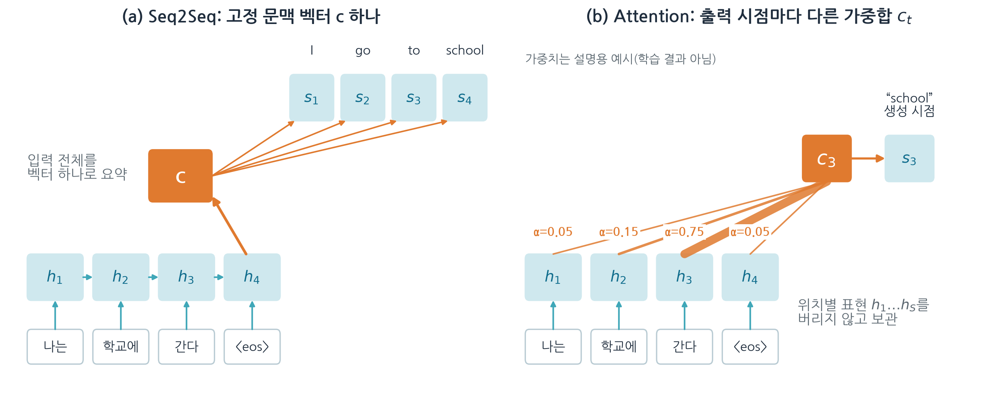 (a) Seq2Seq: 고정 문맥 벡터 c 하나
I go to school
s₁ s₂ s₃ s₄
입력 전체를
벡터 하나로 요약
c
h₁ h₂ h₃ h₄
나는 학교에 간다 <eos>
(b) Attention: 출력 시점마다 다른 가중합 cₜ
가중치는 설명용 예시(학습 결과 아님)
“school”
생성 시점
c₃ s₃
α=0.05 α=0.15 α=0.75 α=0.05
h₁ h₂ h₃ h₄
위치별 표현 h₁...h_S를
버리지 않고 보관
나는 학교에 간다 <eos>